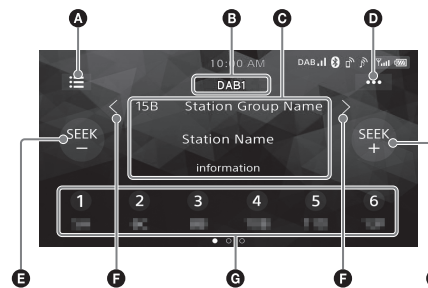 A B C D
10:00 AM DAB
DAB1
15B Station Group Name
SEEK
−
Station Name
SEEK
+
information
1 2 3 4 5 6
E F G F